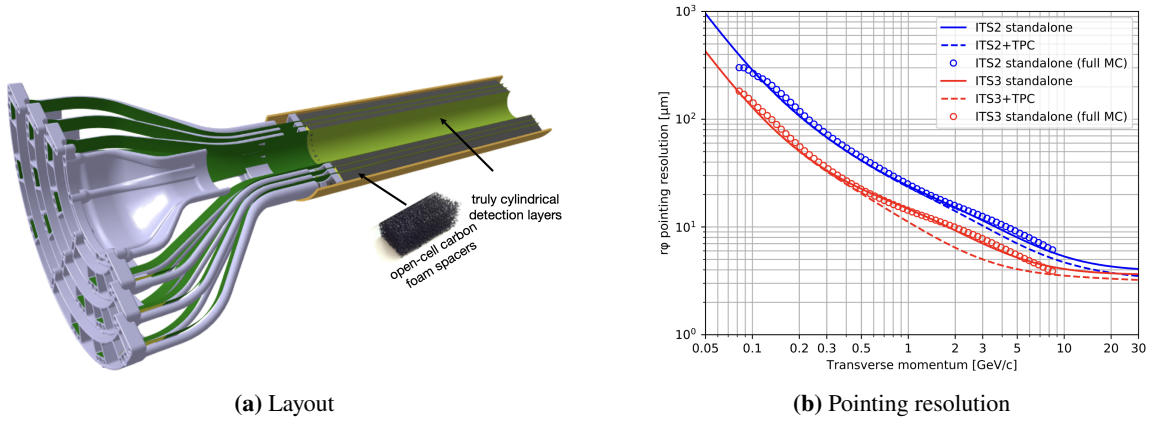 truly cylindrical
detection layers
open-cell carbon
foam spacers
(a) Layout
10³
10²
10¹
10⁰
rφ pointing resolution [μm]
ITS2 standalone
ITS2+TPC
ITS2 standalone (full MC)
ITS3 standalone
ITS3+TPC
ITS3 standalone (full MC)
0.05 0.1 0.2 0.3 0.5 1 2 3 5 10 20 30
Transverse momentum [GeV/c]
(b) Pointing resolution